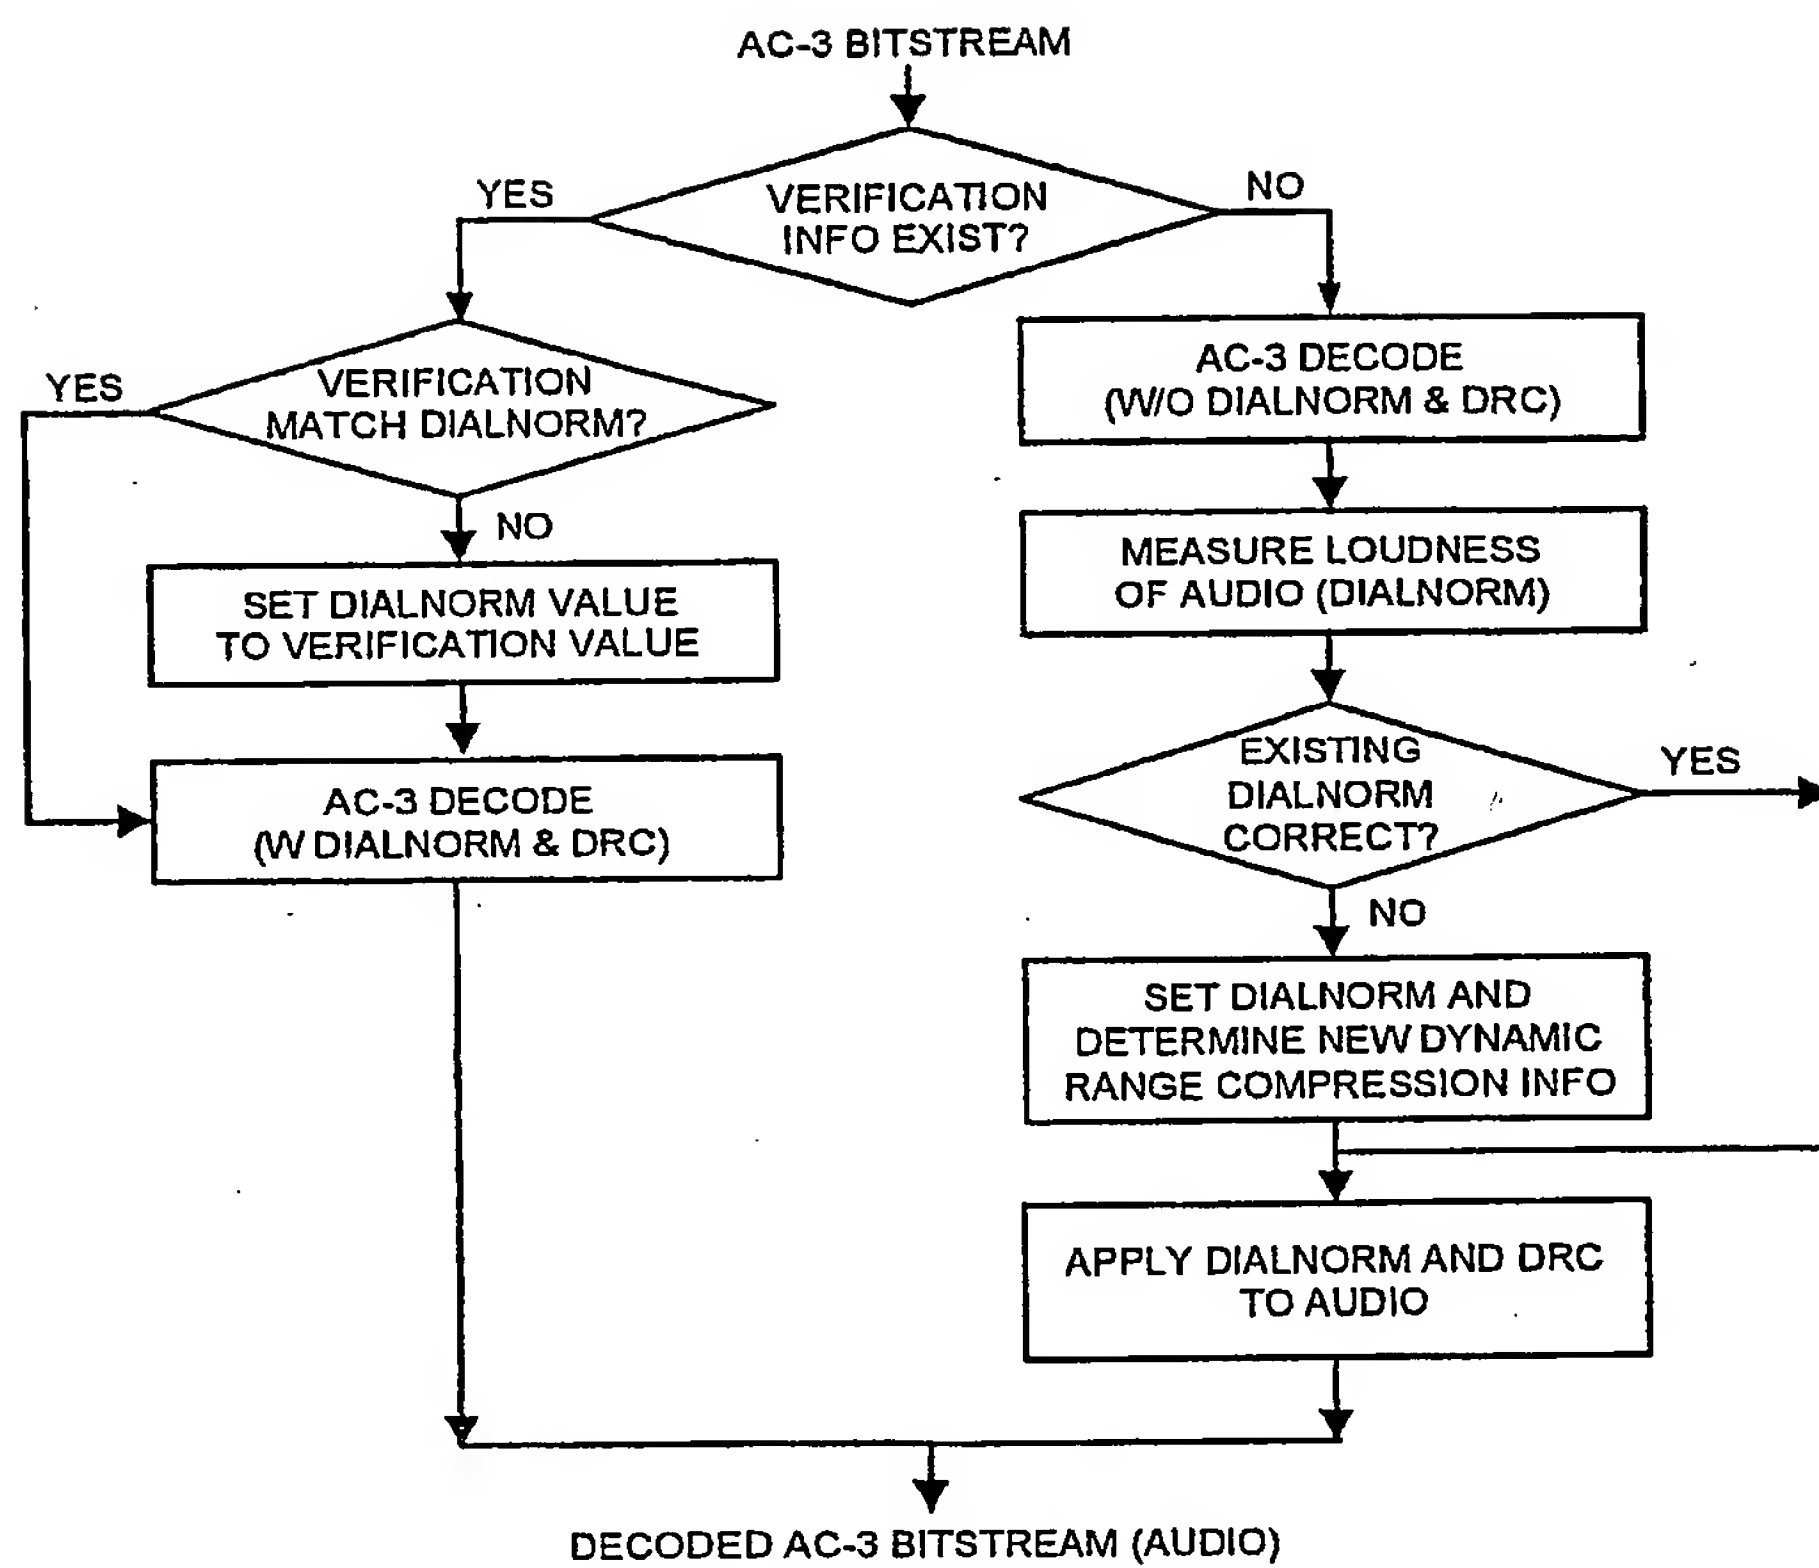 AC-3 BITSTREAM
YES
VERIFICATION
INFO EXIST?
NO
YES
VERIFICATION
MATCH DIALNORM?
NO
SET DIALNORM VALUE
TO VERIFICATION VALUE
AC-3 DECODE
(W DIALNORM & DRC)
AC-3 DECODE
(W/O DIALNORM & DRC)
MEASURE LOUDNESS
OF AUDIO (DIALNORM)
EXISTING
DIALNORM
CORRECT?
YES
NO
SET DIALNORM AND
DETERMINE NEW DYNAMIC
RANGE COMPRESSION INFO
APPLY DIALNORM AND DRC
TO AUDIO
DECODED AC-3 BITSTREAM (AUDIO)